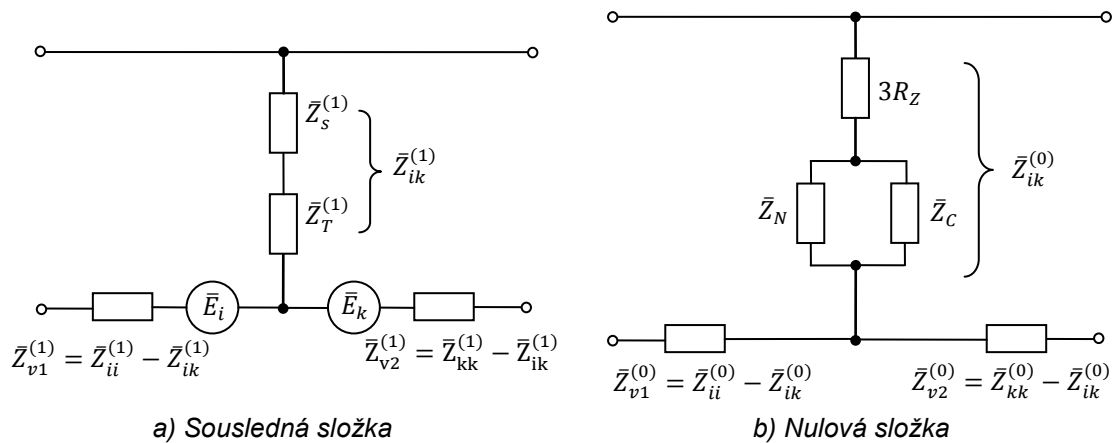 Z̄_s^(1)
Z̄_ik^(1)
Z̄_T^(1)
Ē_i
Ē_k
Z̄_v1^(1) = Z̄_ii^(1) − Z̄_ik^(1)
Z̄_v2^(1) = Z̄_kk^(1) − Z̄_ik^(1)
a) Sousledná složka
3R_Z
Z̄_ik^(0)
Z̄_N
Z̄_C
Z̄_v1^(0) = Z̄_ii^(0) − Z̄_ik^(0)
Z̄_v2^(0) = Z̄_kk^(0) − Z̄_ik^(0)
b) Nulová složka